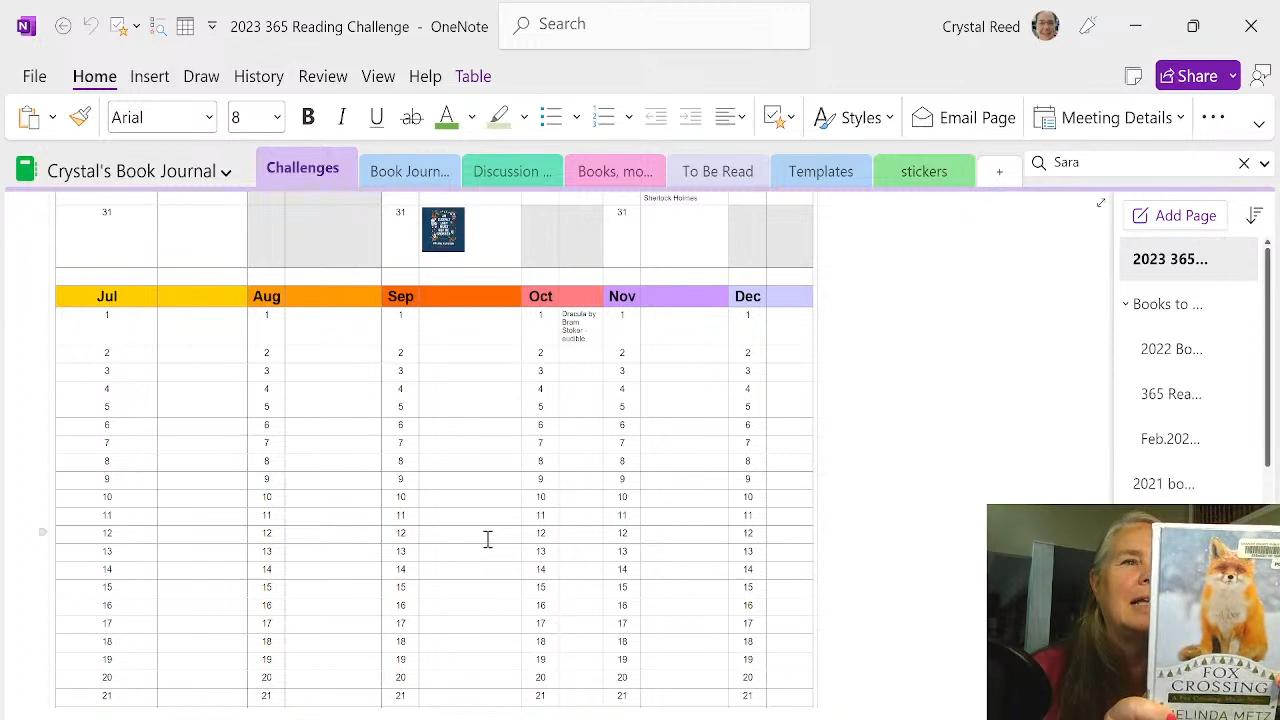 2023 365 Reading Challenge - OneNote
Search
Crystal Reed
File Home Insert Draw History Review View Help Table
Share
Arial 8 B I U ab A
Styles Email Page Meeting Details
Crystal's Book Journal
Challenges Book Journ... Discussion ... Books, mo... To Be Read Templates stickers +
Sara
Add Page
2023 365...
Books to ...
2022 Bo...
365 Rea...
Feb.202...
2021 bo...
Sherlock Holmes
31 31 31
Jul Aug Sep Oct Nov Dec
1 1 1 1 Dracula by 1 1
Bram
Stoker -
audible
2 2 2 2 2 2
3 3 3 3 3 3
4 4 4 4 4 4
5 5 5 5 5 5
6 6 6 6 6 6
7 7 7 7 7 7
8 8 8 8 8 8
9 9 9 9 9 9
10 10 10 10 10 10
11 11 11 11 11 11
12 12 12 12 12 12
13 13 13 13 13 13
14 14 14 14 14 14
15 15 15 15 15 15
16 16 16 16 16 16
17 17 17 17 17 17
18 18 18 18 18 18
19 19 19 19 19 19
20 20 20 20 20 20
21 21 21 21 21 21
FOX
CROSSING
A Fox Crossing, Maine Novel
ELINDA METZ